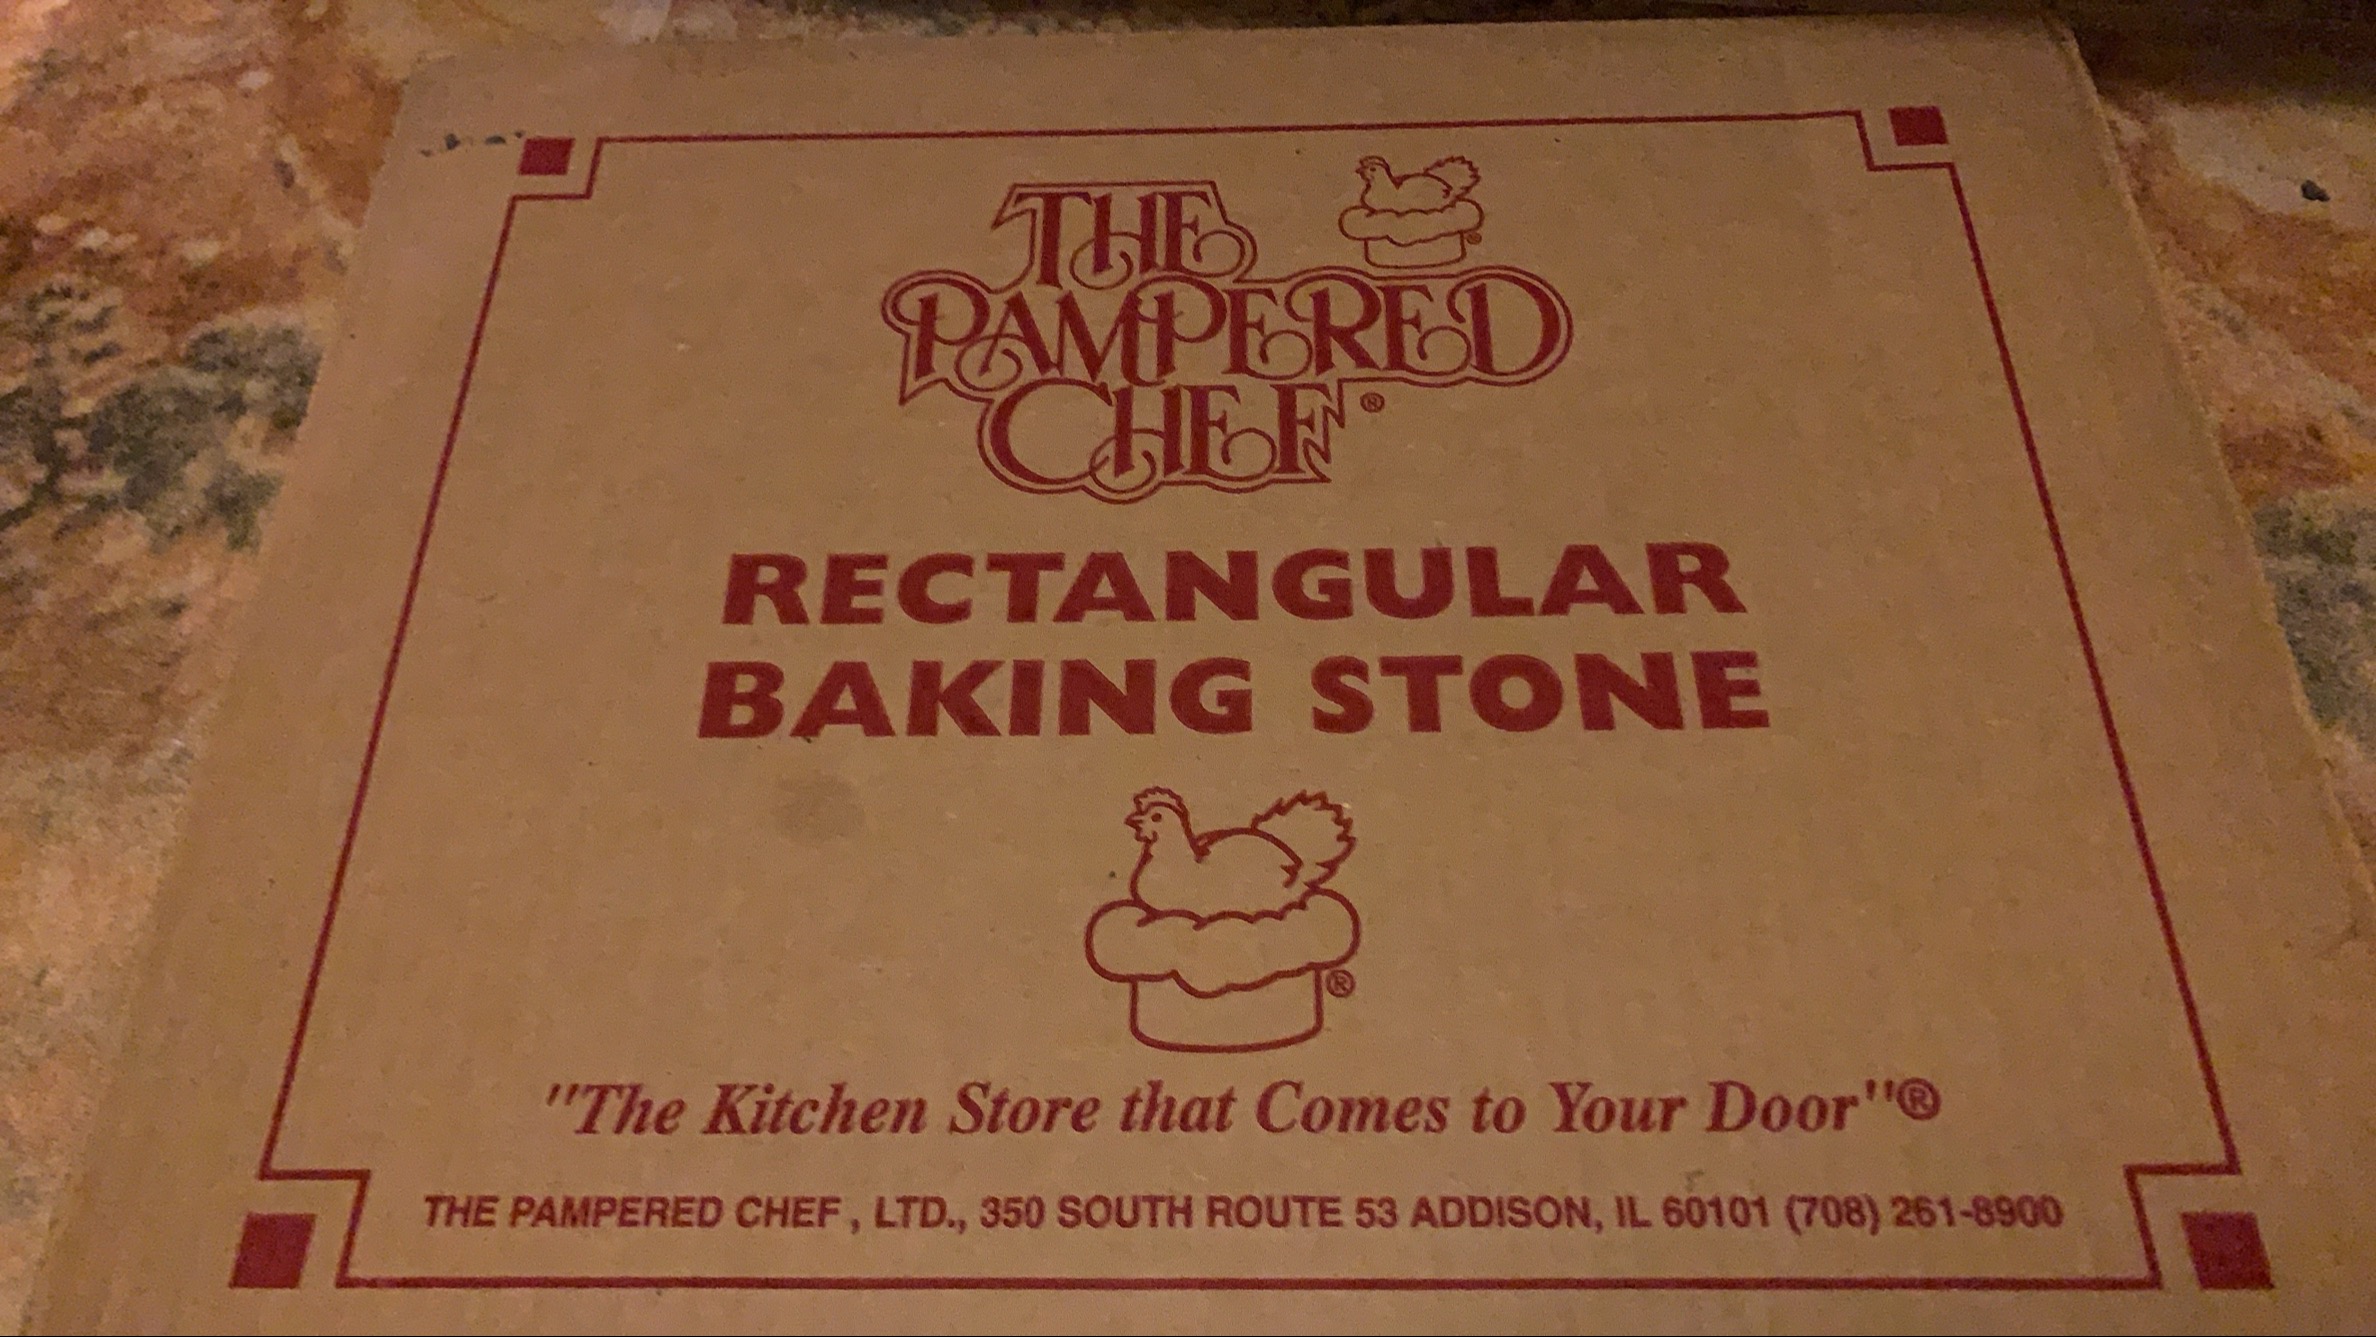 THE
PAMPERED
CHEF®
RECTANGULAR
BAKING STONE
®
"The Kitchen Store that Comes to Your Door"®
THE PAMPERED CHEF, LTD., 350 SOUTH ROUTE 53 ADDISON, IL 60101 (708) 261-8900